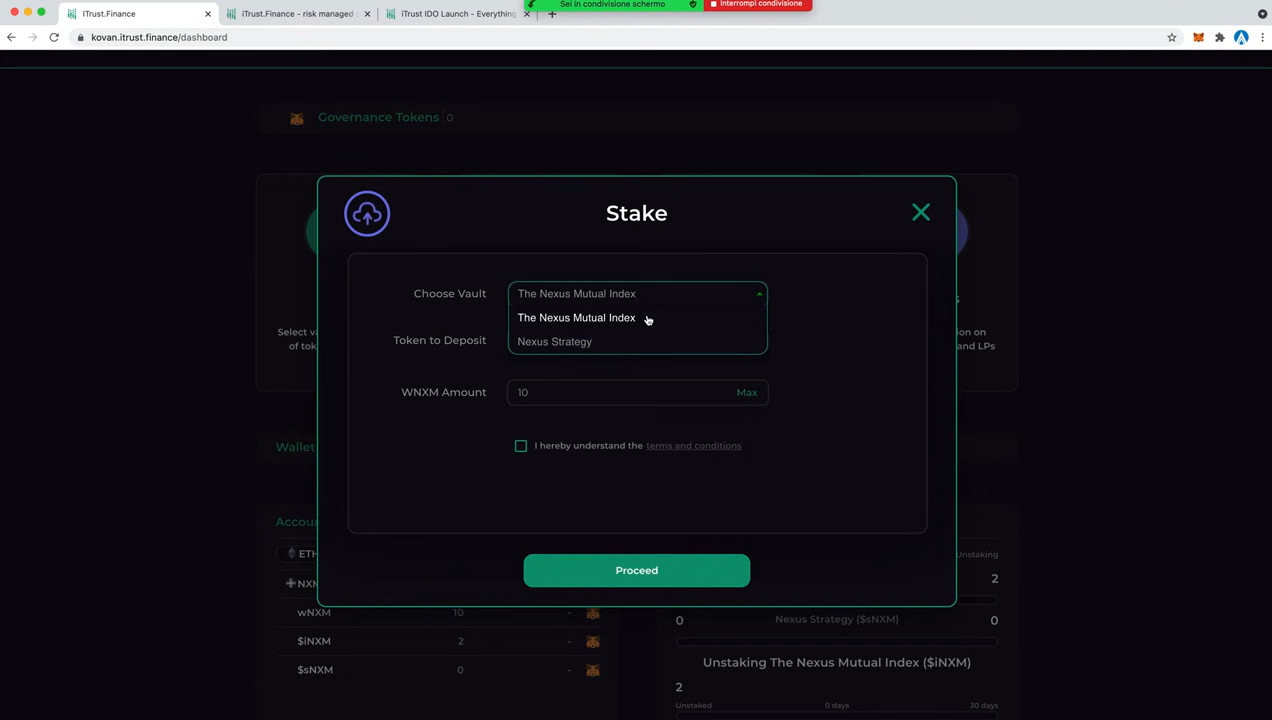 Sei in condivisione schermo
Interrompi condivisione
iTrust.Finance
iTrust.Finance - risk managed
iTrust IDO Launch - Everything
kovan.itrust.finance/dashboard
Governance Tokens 0
Stake
Choose Vault
The Nexus Mutual Index
The Nexus Mutual Index
Nexus Strategy
Select va
of tok
on of
and LPs
Token to Deposit
WNXM Amount
10
Max
I hereby understand the terms and conditions
Proceed
Wallet
Accou
ETH
NXM
wNXM 10 -
$iNXM 2 -
$sNXM 0 -
Unstaking
2
0 Nexus Strategy ($sNXM) 0
Unstaking The Nexus Mutual Index ($iNXM)
2
Unstaked 0 days 30 days